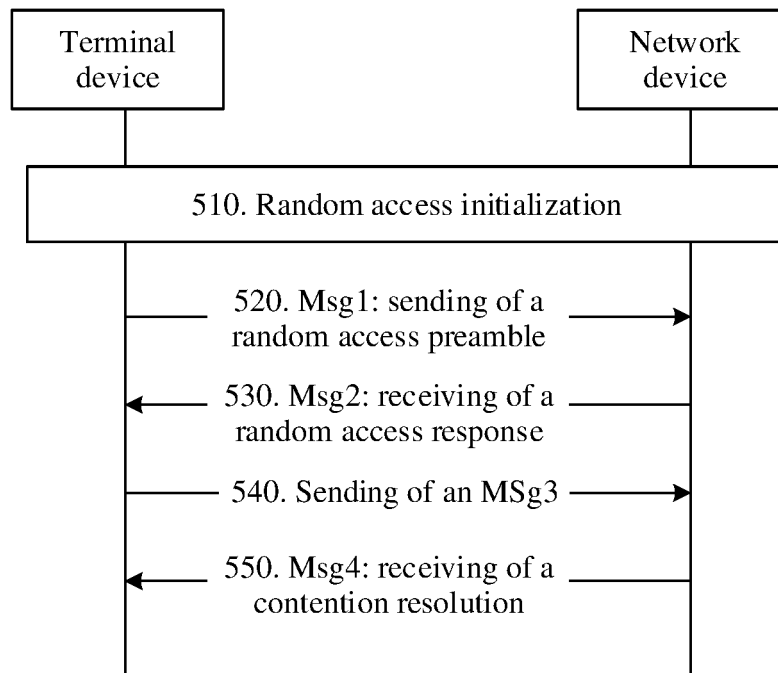 Terminal
device
Network
device
510. Random access initialization
520. Msg1: sending of a
random access preamble
530. Msg2: receiving of a
random access response
540. Sending of an MSg3
550. Msg4: receiving of a
contention resolution